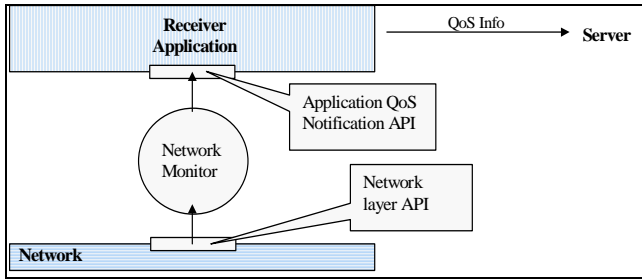 Receiver
Application
QoS Info
Server
Application QoS
Notification API
Network
Monitor
Network
layer API
Network